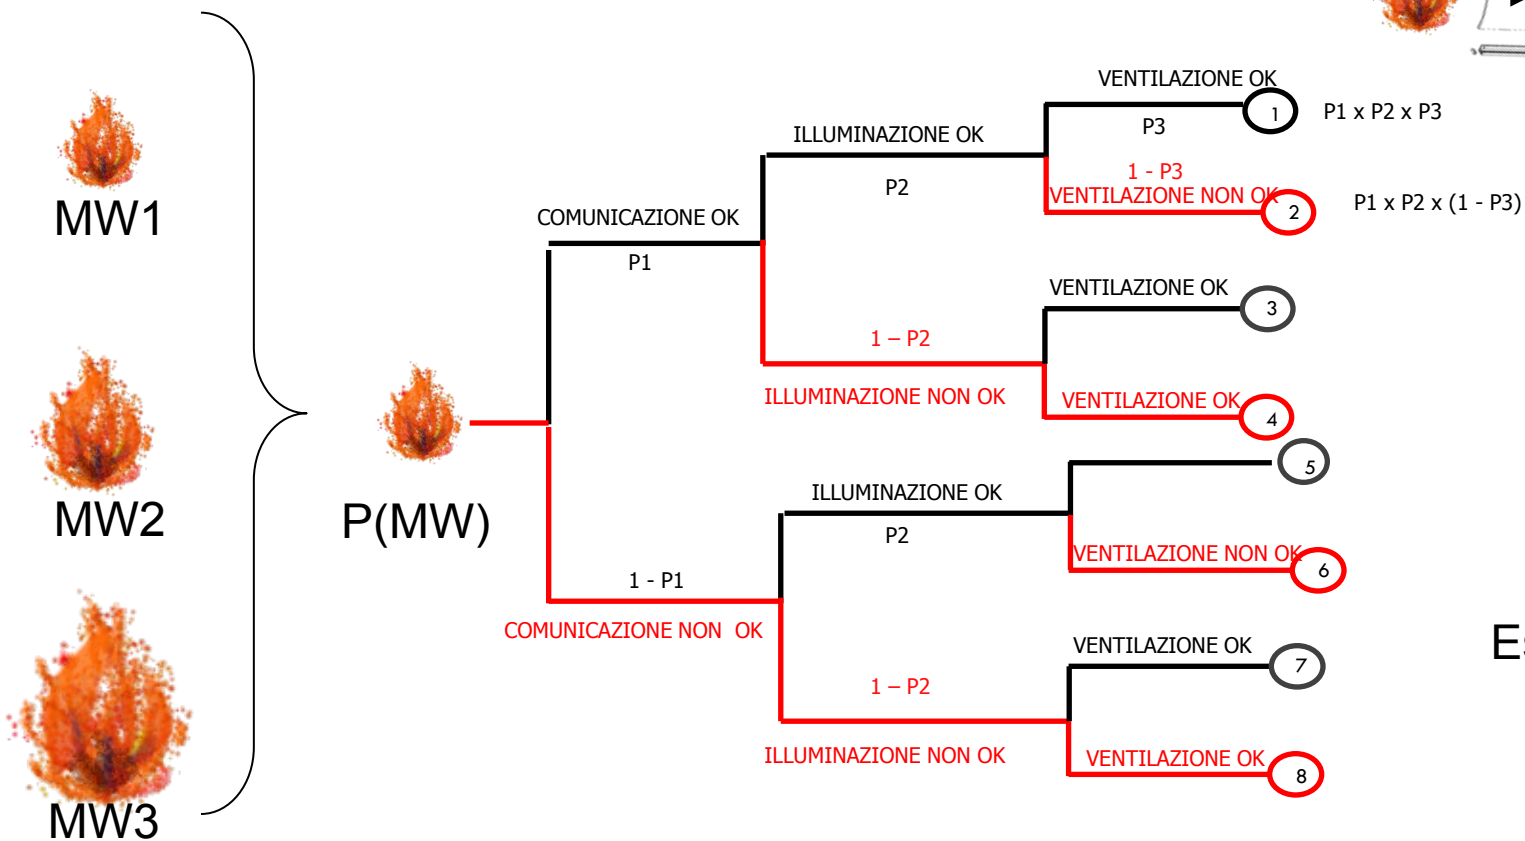 VENTILAZIONE OK
1
P1 x P2 x P3
P3
ILLUMINAZIONE OK
P2
1 - P3
VENTILAZIONE NON OK
2
P1 x P2 x (1 - P3)
MW1
COMUNICAZIONE OK
P1
VENTILAZIONE OK
3
1 – P2
ILLUMINAZIONE NON OK
VENTILAZIONE OK
4
MW2
P(MW)
5
ILLUMINAZIONE OK
P2
VENTILAZIONE NON OK
6
1 - P1
COMUNICAZIONE NON OK
VENTILAZIONE OK
7
1 – P2
ILLUMINAZIONE NON OK
VENTILAZIONE OK
8
MW3